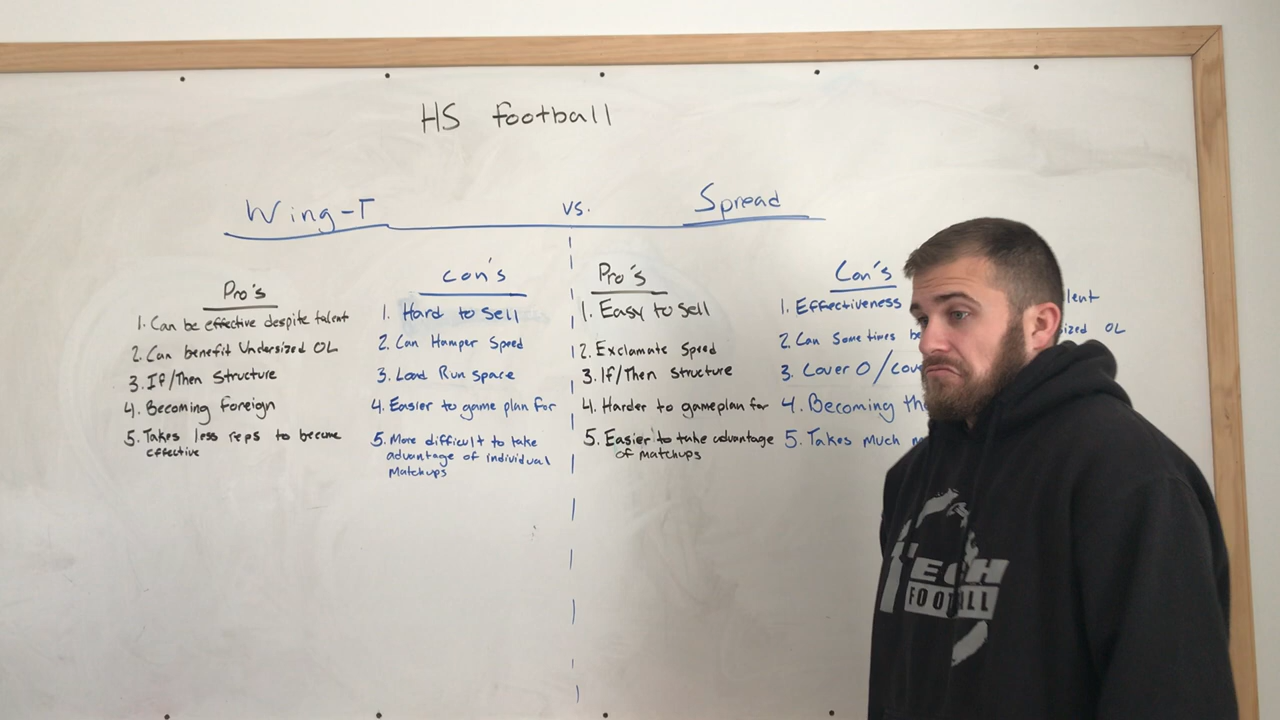 HS football
Wing-T vs. Spread
Pro's
1. Can be effective despite talent
2. Can benefit Undersized OL
3. If/Then Structure
4. Becoming Foreign
5. Takes less reps to become
effective
Con's
1. Hard to Sell
2. Can Hamper Speed
3. Load Run space
4. Easier to game plan for
5. More difficult to take
advantage of individual
Matchups
Pro's
1. Easy to Sell
2. Exclamate Speed
3. If/Then Structure
4. Harder to gameplan for
5. Easier to take advantage
of matchups
Con's
1. Effectiveness
2. Can Some times OL
3. Cover 0/
4. Becoming
5. Takes much
TECH
FOOTBALL